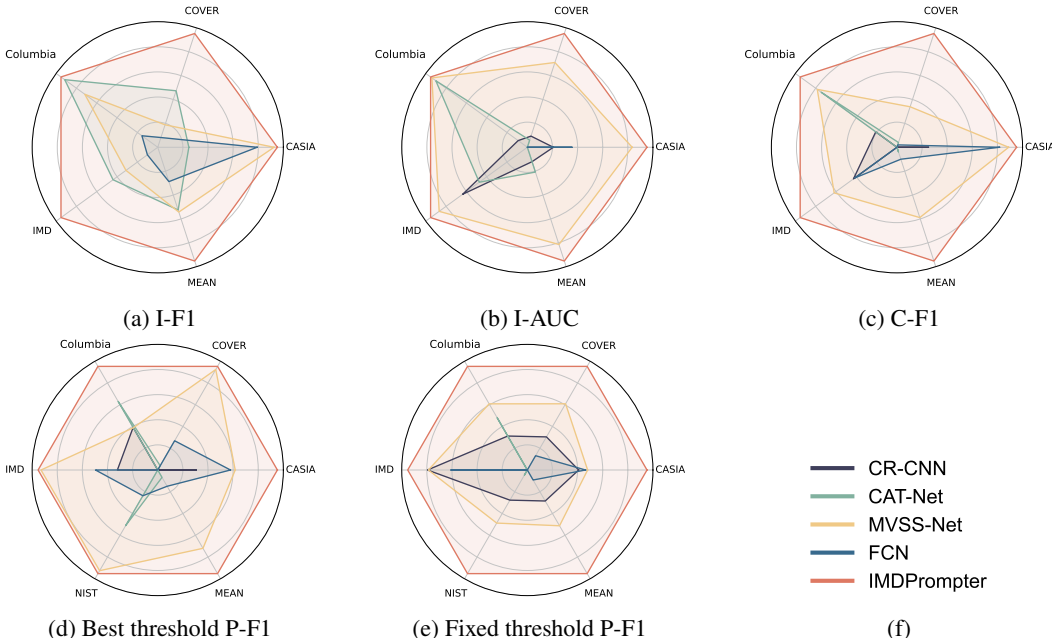 COVER
Columbia
CASIA
IMD
MEAN
(a) I-F1
COVER
Columbia
CASIA
IMD
MEAN
(b) I-AUC
COVER
Columbia
CASIA
IMD
MEAN
(c) C-F1
Columbia
COVER
IMD
CASIA
NIST
MEAN
(d) Best threshold P-F1
Columbia
COVER
IMD
CASIA
NIST
MEAN
(e) Fixed threshold P-F1
CR-CNN
CAT-Net
MVSS-Net
FCN
IMDPrompter
(f)